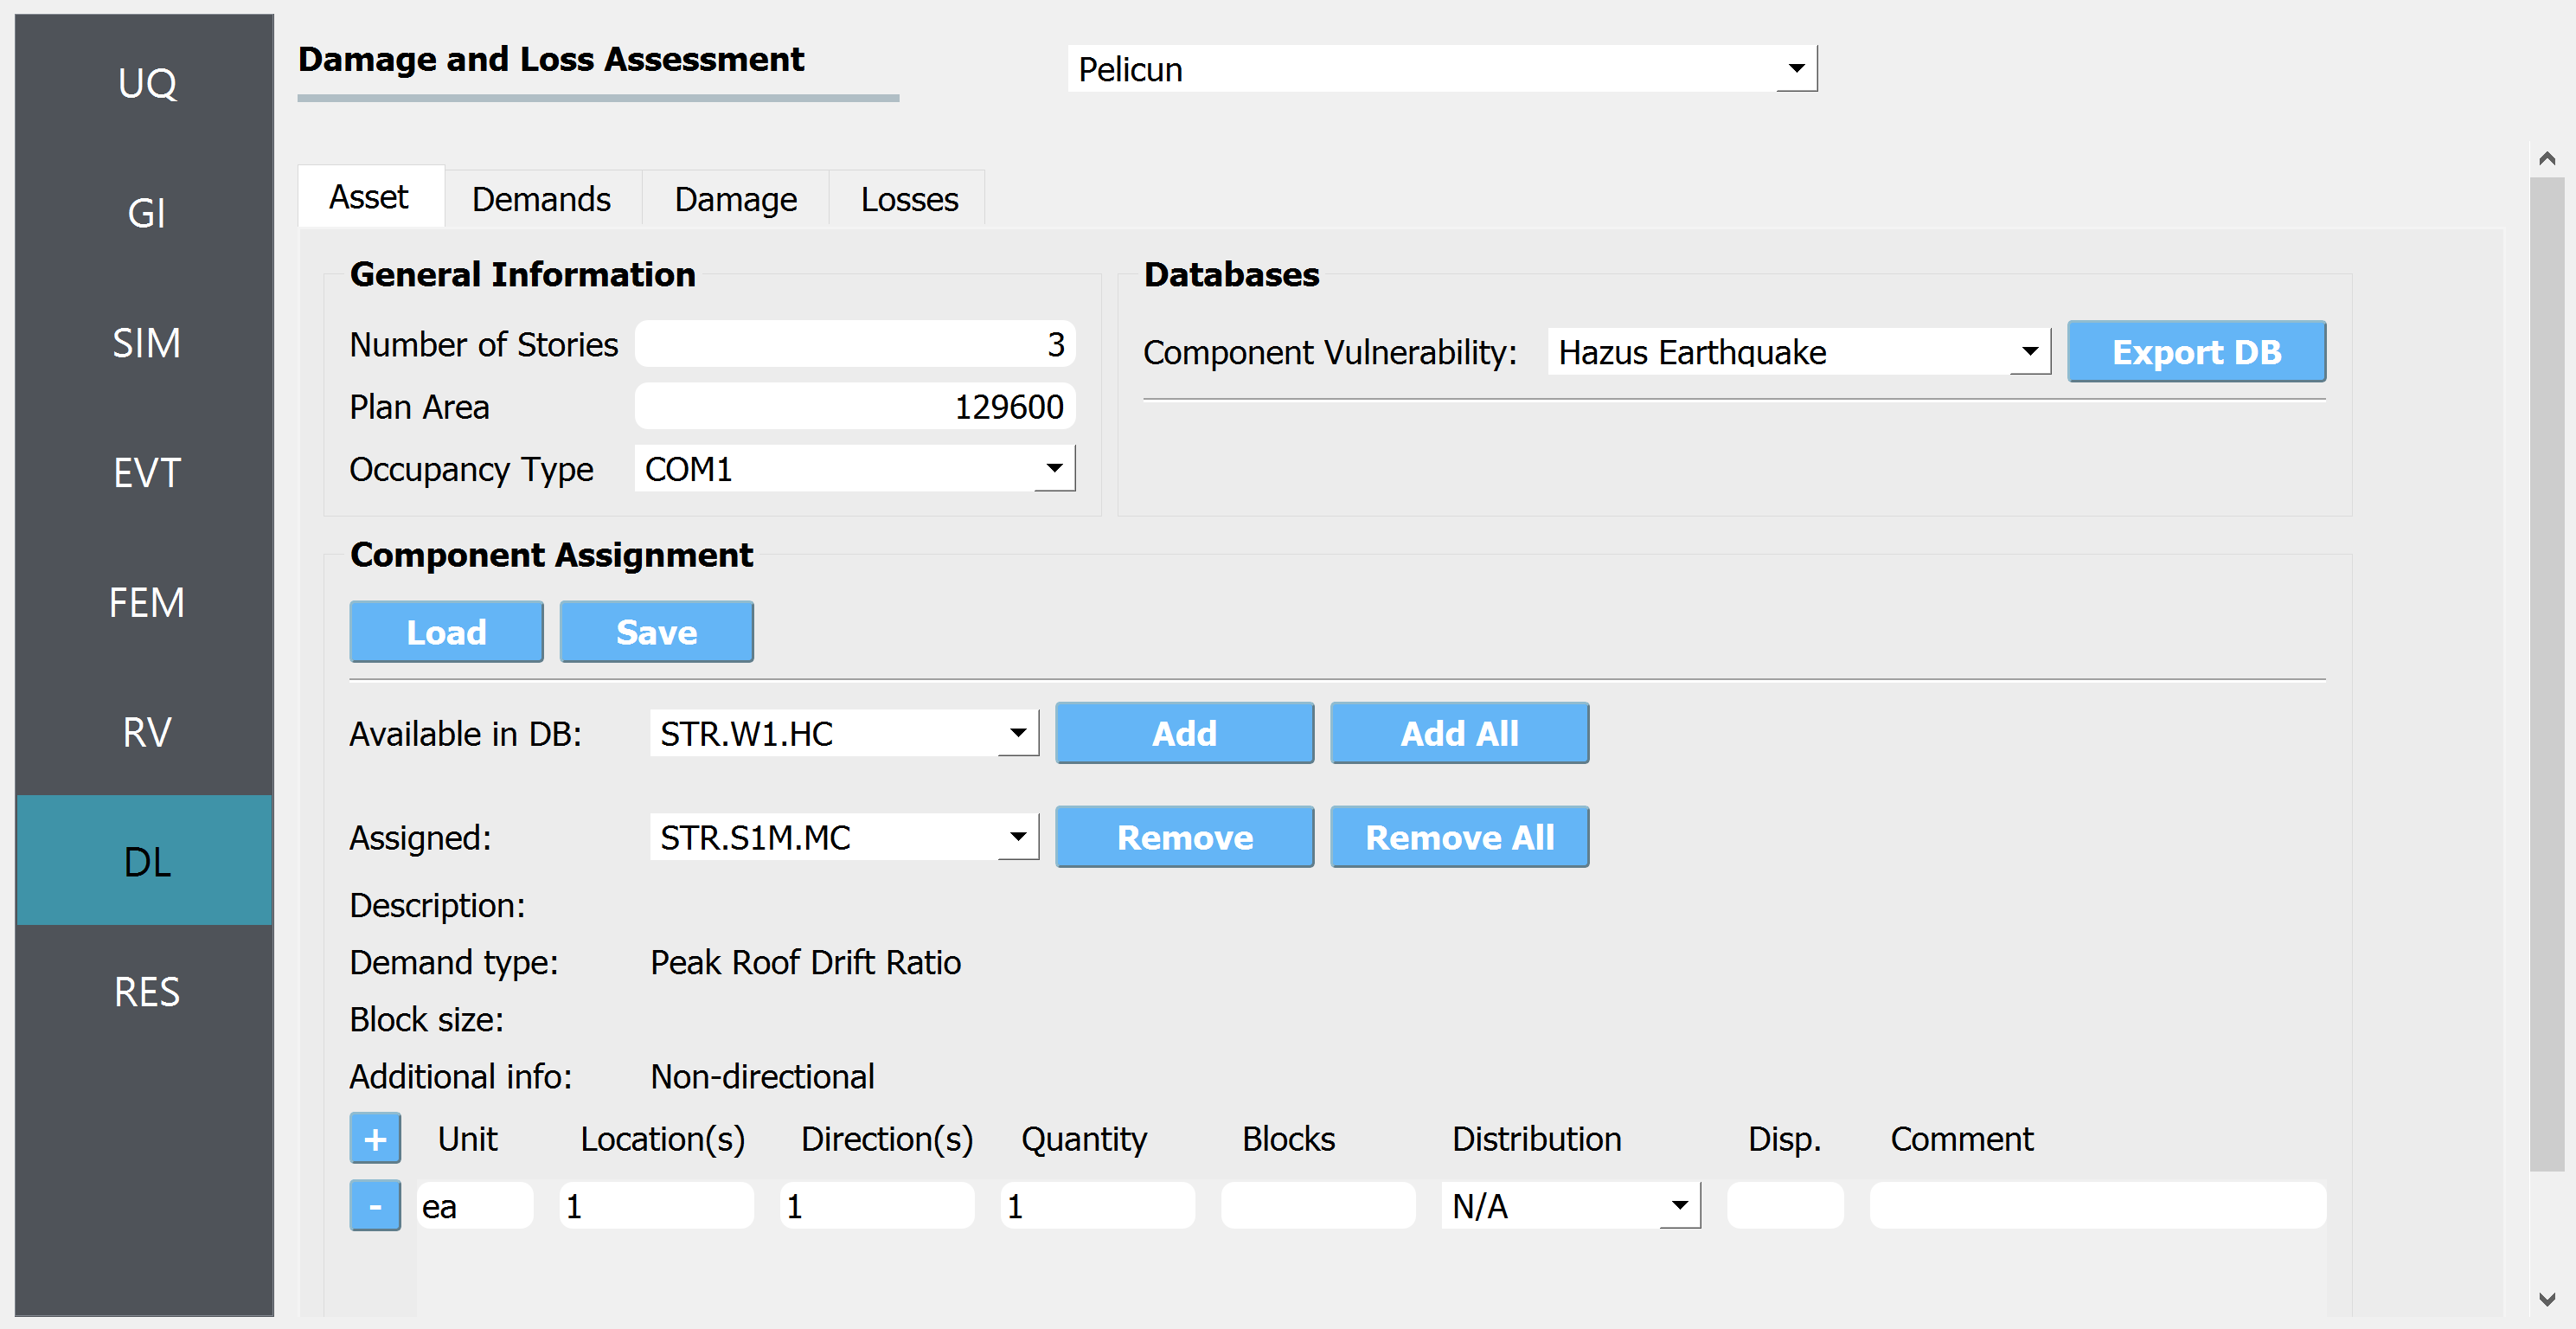 UQ
GI
SIM
EVT
FEM
RV
DL
RES
Damage and Loss Assessment
Pelicun
Asset
Demands
Damage
Losses
General Information
Number of Stories 3
Plan Area 129600
Occupancy Type COM1
Databases
Component Vulnerability: Hazus Earthquake Export DB
Component Assignment
Load Save
Available in DB: STR.W1.HC Add Add All
Assigned: STR.S1M.MC Remove Remove All
Description:
Demand type: Peak Roof Drift Ratio
Block size:
Additional info: Non-directional
+ Unit Location(s) Direction(s) Quantity Blocks Distribution Disp. Comment
- ea 1 1 1 N/A